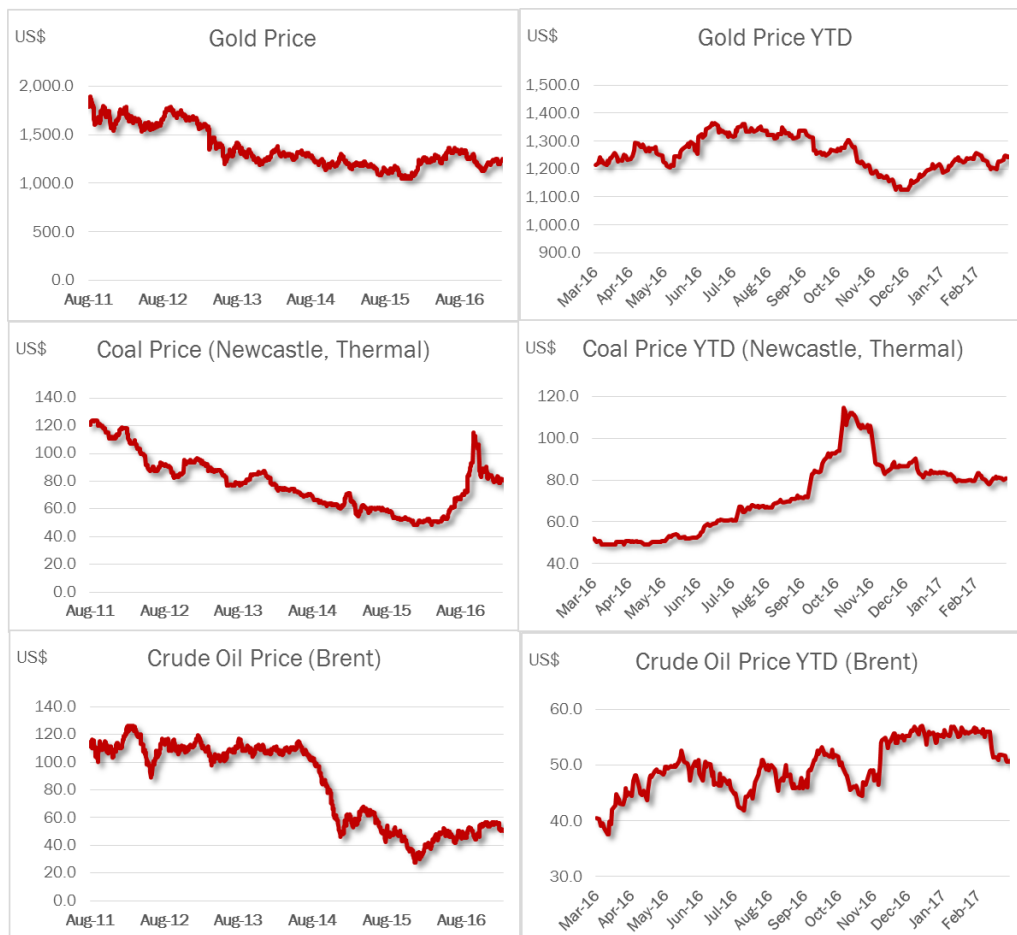 US$
Gold Price
2,000.0
1,500.0
1,000.0
500.0
0.0
Aug-11 Aug-12 Aug-13 Aug-14 Aug-15 Aug-16
US$
Gold Price YTD
1,500.0
1,400.0
1,300.0
1,200.0
1,100.0
1,000.0
900.0
Mar-16 Apr-16 May-16 Jun-16 Jul-16 Aug-16 Sep-16 Oct-16 Nov-16 Dec-16 Jan-17 Feb-17
US$
Coal Price (Newcastle, Thermal)
140.0
120.0
100.0
80.0
60.0
40.0
20.0
0.0
Aug-11 Aug-12 Aug-13 Aug-14 Aug-15 Aug-16
US$
Coal Price YTD (Newcastle, Thermal)
120.0
100.0
80.0
60.0
40.0
Mar-16 Apr-16 May-16 Jun-16 Jul-16 Aug-16 Sep-16 Oct-16 Nov-16 Dec-16 Jan-17 Feb-17
US$
Crude Oil Price (Brent)
140.0
120.0
100.0
80.0
60.0
40.0
20.0
0.0
Aug-11 Aug-12 Aug-13 Aug-14 Aug-15 Aug-16
US$
Crude Oil Price YTD (Brent)
60.0
50.0
40.0
30.0
Mar-16 Apr-16 May-16 Jun-16 Jul-16 Aug-16 Sep-16 Oct-16 Nov-16 Dec-16 Jan-17 Feb-17